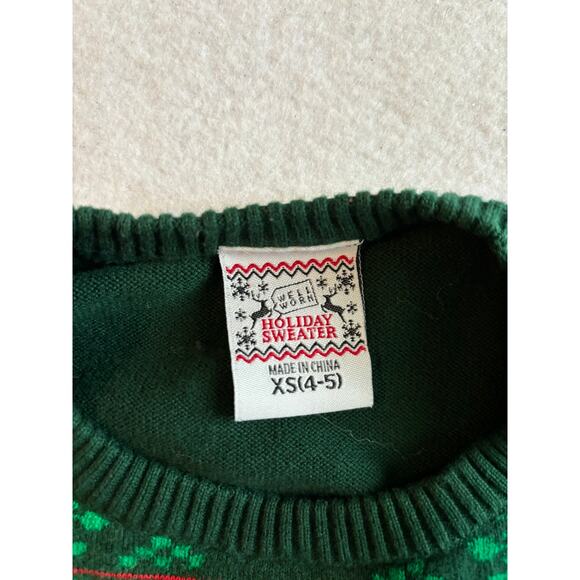 WELL
WORN
HOLIDAY
SWEATER
MADE IN CHINA
XS(4-5)